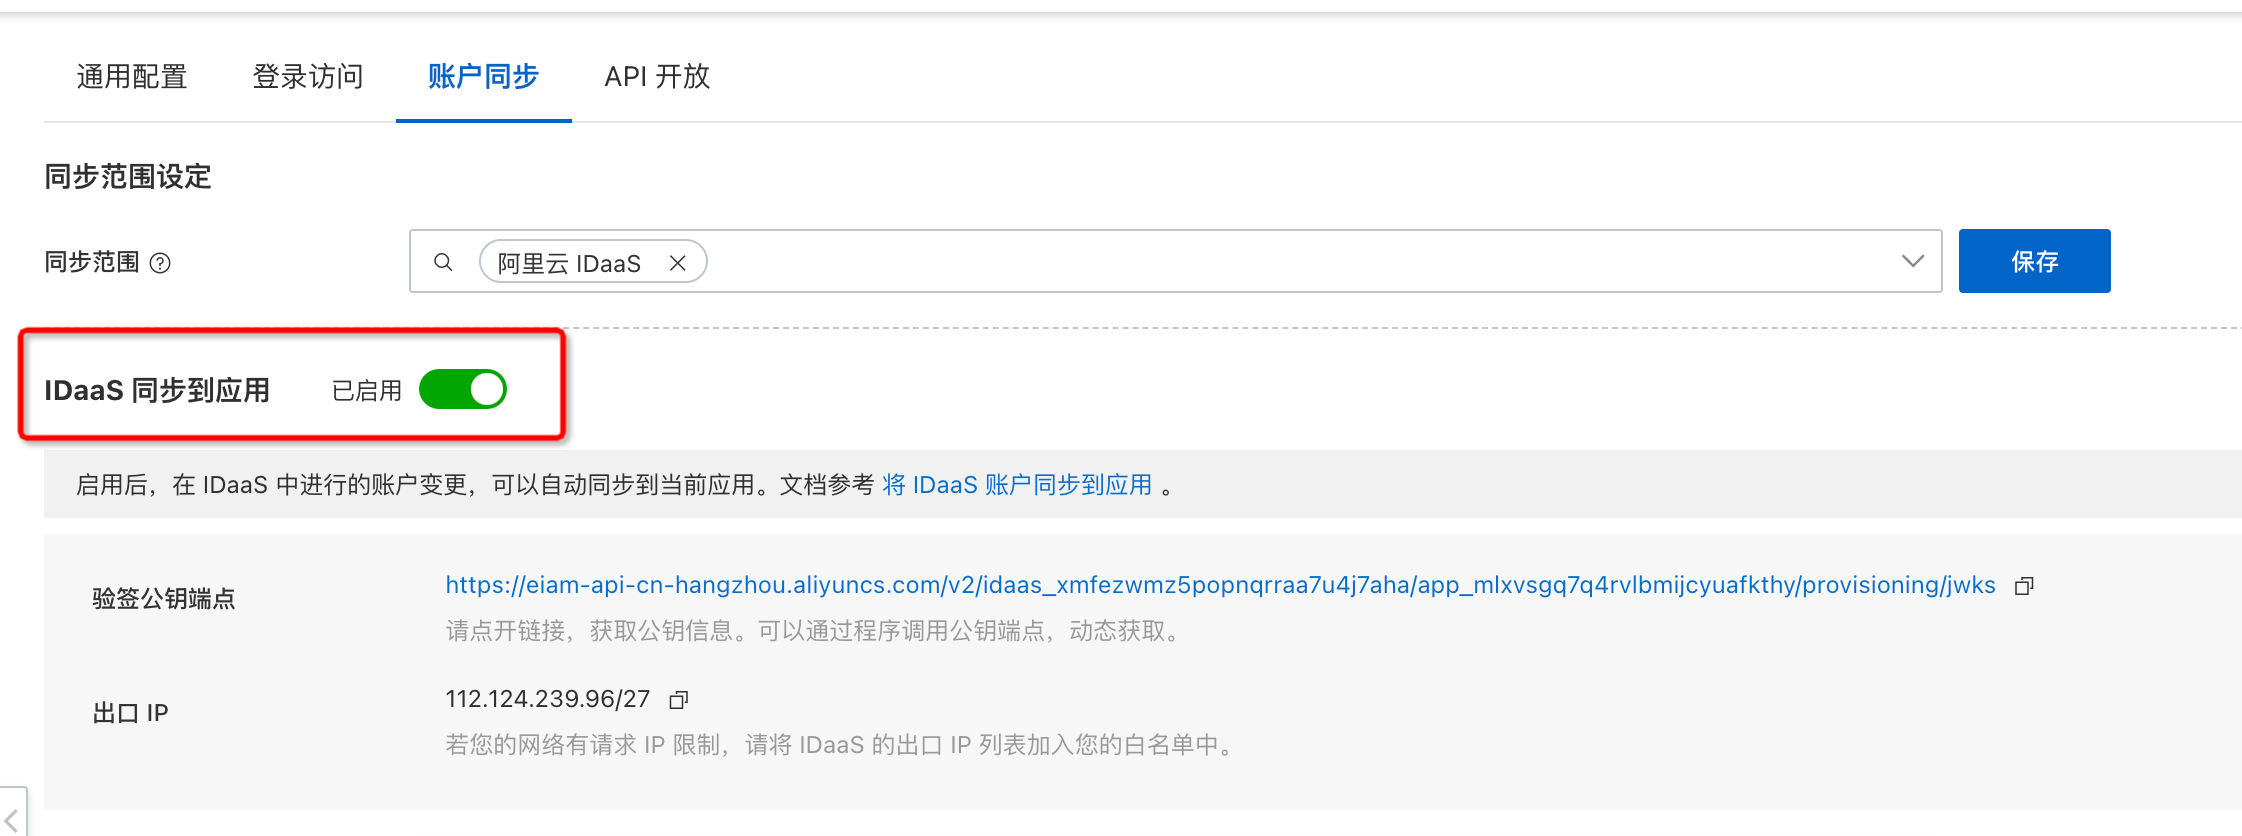 通用配置 登录访问 账户同步 API 开放
同步范围设定
同步范围 ? 阿里云 IDaaS 保存
IDaaS 同步到应用 已启用
启用后，在 IDaaS 中进行的账户变更，可以自动同步到当前应用。文档参考 将 IDaaS 账户同步到应用 。
验签公钥端点 https://eiam-api-cn-hangzhou.aliyuncs.com/v2/idaas_xmfezwmz5popnqrraa7u4j7aha/app_mlxvsgq7q4rvlbmijcyuafkthy/provisioning/jwks
请点开链接，获取公钥信息。可以通过程序调用公钥端点，动态获取。
出口 IP 112.124.239.96/27
若您的网络有请求 IP 限制，请将 IDaaS 的出口 IP 列表加入您的白名单中。